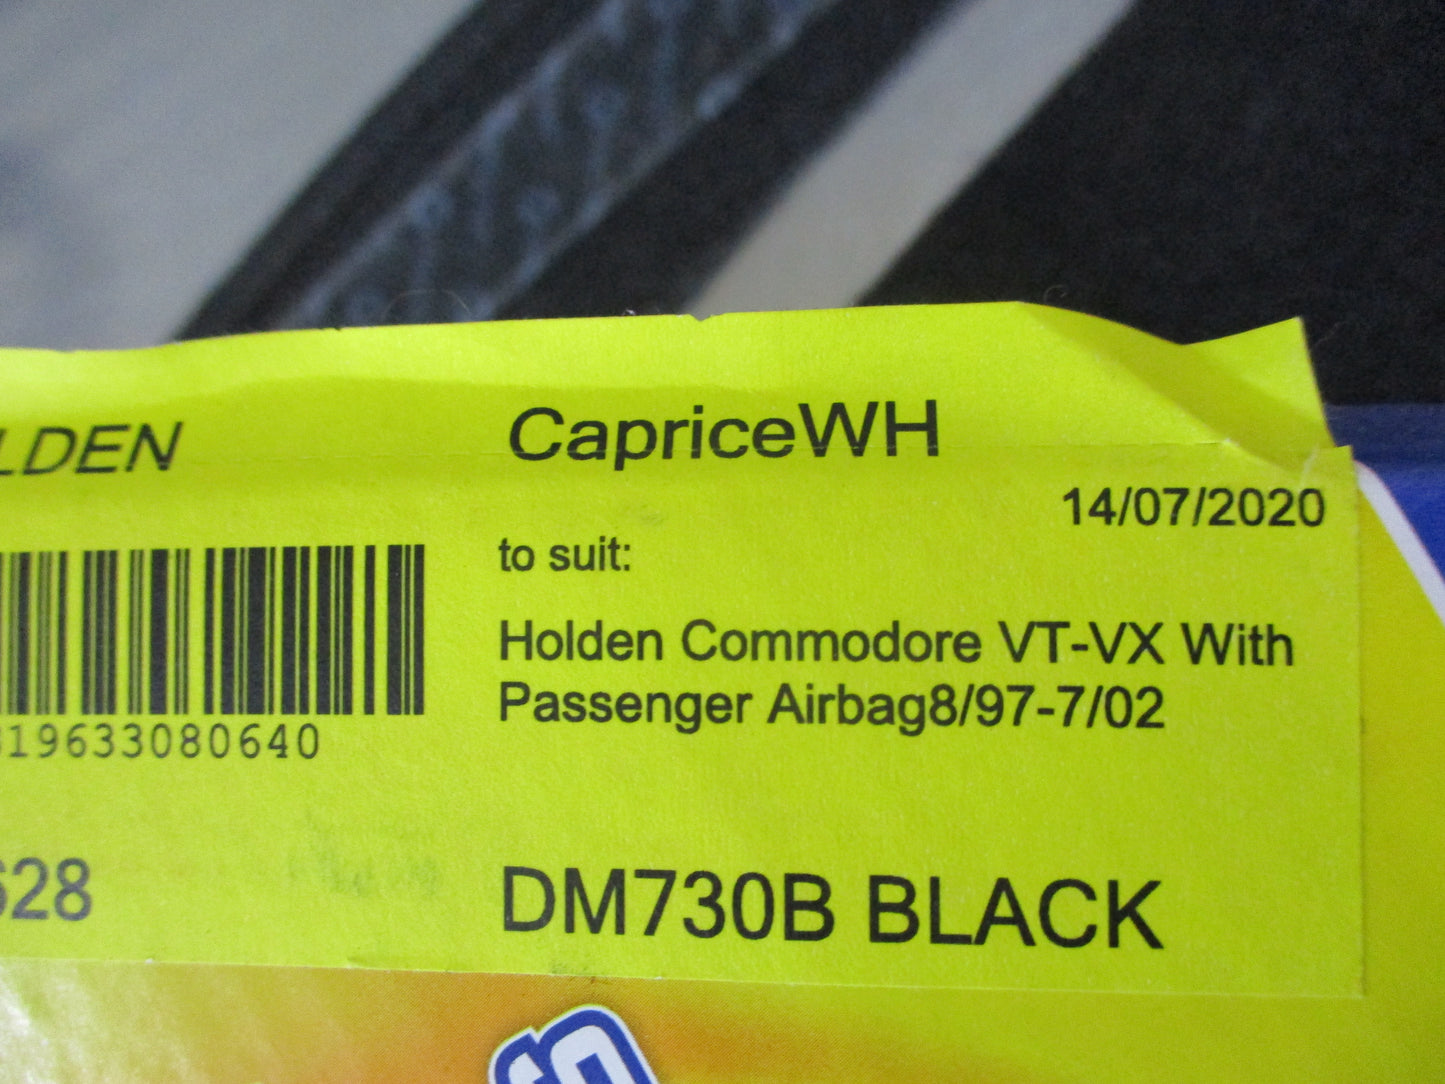 LDEN CapriceWH
14/07/2020
to suit:
Holden Commodore VT-VX With
Passenger Airbag8/97-7/02
19633080640
628 DM730B BLACK